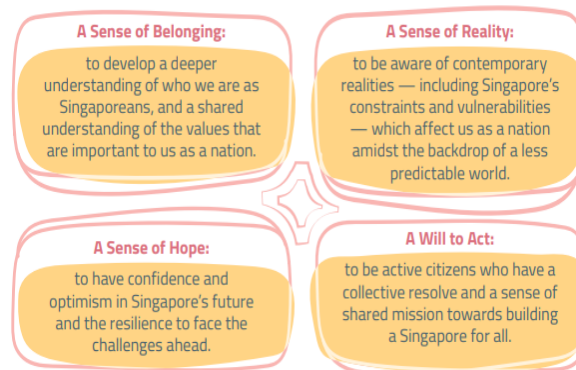 A Sense of Belonging:
to develop a deeper
understanding of who we are as
Singaporeans, and a shared
understanding of the values that
are important to us as a nation.
A Sense of Reality:
to be aware of contemporary
realities — including Singapore's
constraints and vulnerabilities
— which affect us as a nation
amidst the backdrop of a less
predictable world.
A Sense of Hope:
to have confidence and
optimism in Singapore's future
and the resilience to face the
challenges ahead.
A Will to Act:
to be active citizens who have a
collective resolve and a sense of
shared mission towards building
a Singapore for all.